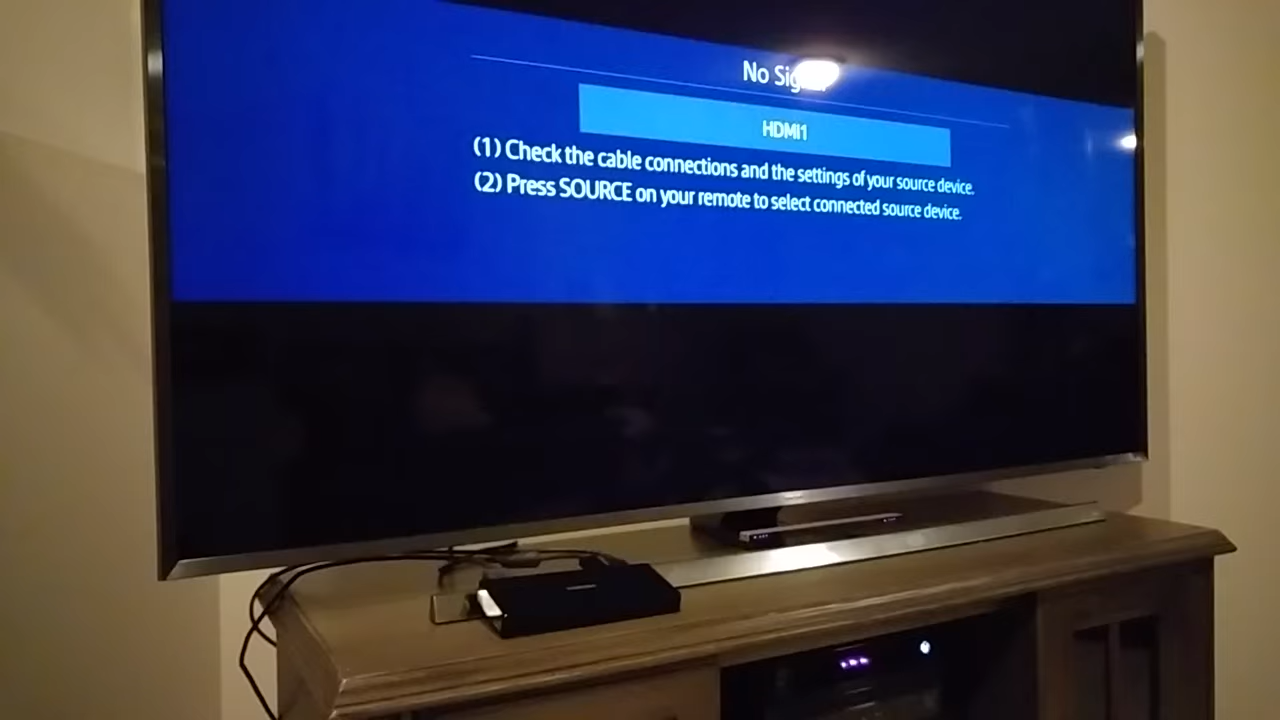 No
HDMI1
(1) Check the cable connections and the settings of your source device.
(2) Press SOURCE on your remote to select connected source device.